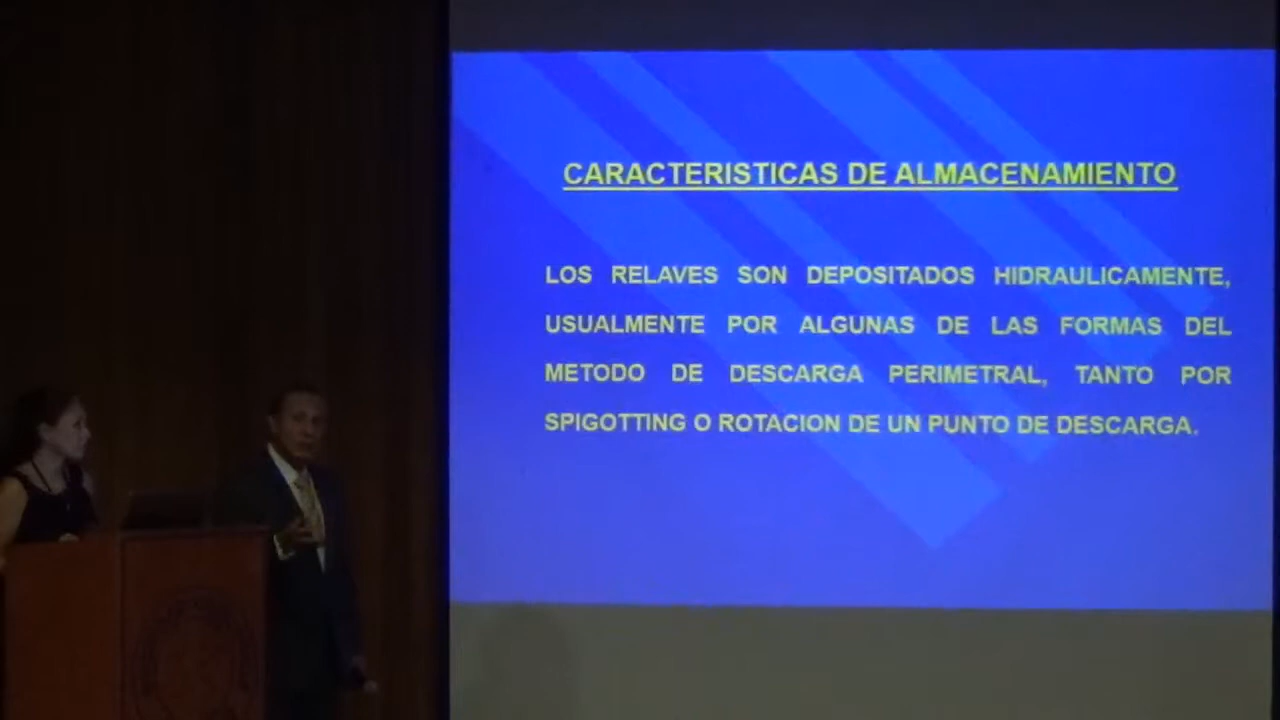 CARACTERISTICAS DE ALMACENAMIENTO
LOS RELAVES SON DEPOSITADOS HIDRAULICAMENTE,
USUALMENTE POR ALGUNAS DE LAS FORMAS DEL
METODO DE DESCARGA PERIMETRAL, TANTO POR
SPIGOTTING O ROTACION DE UN PUNTO DE DESCARGA.